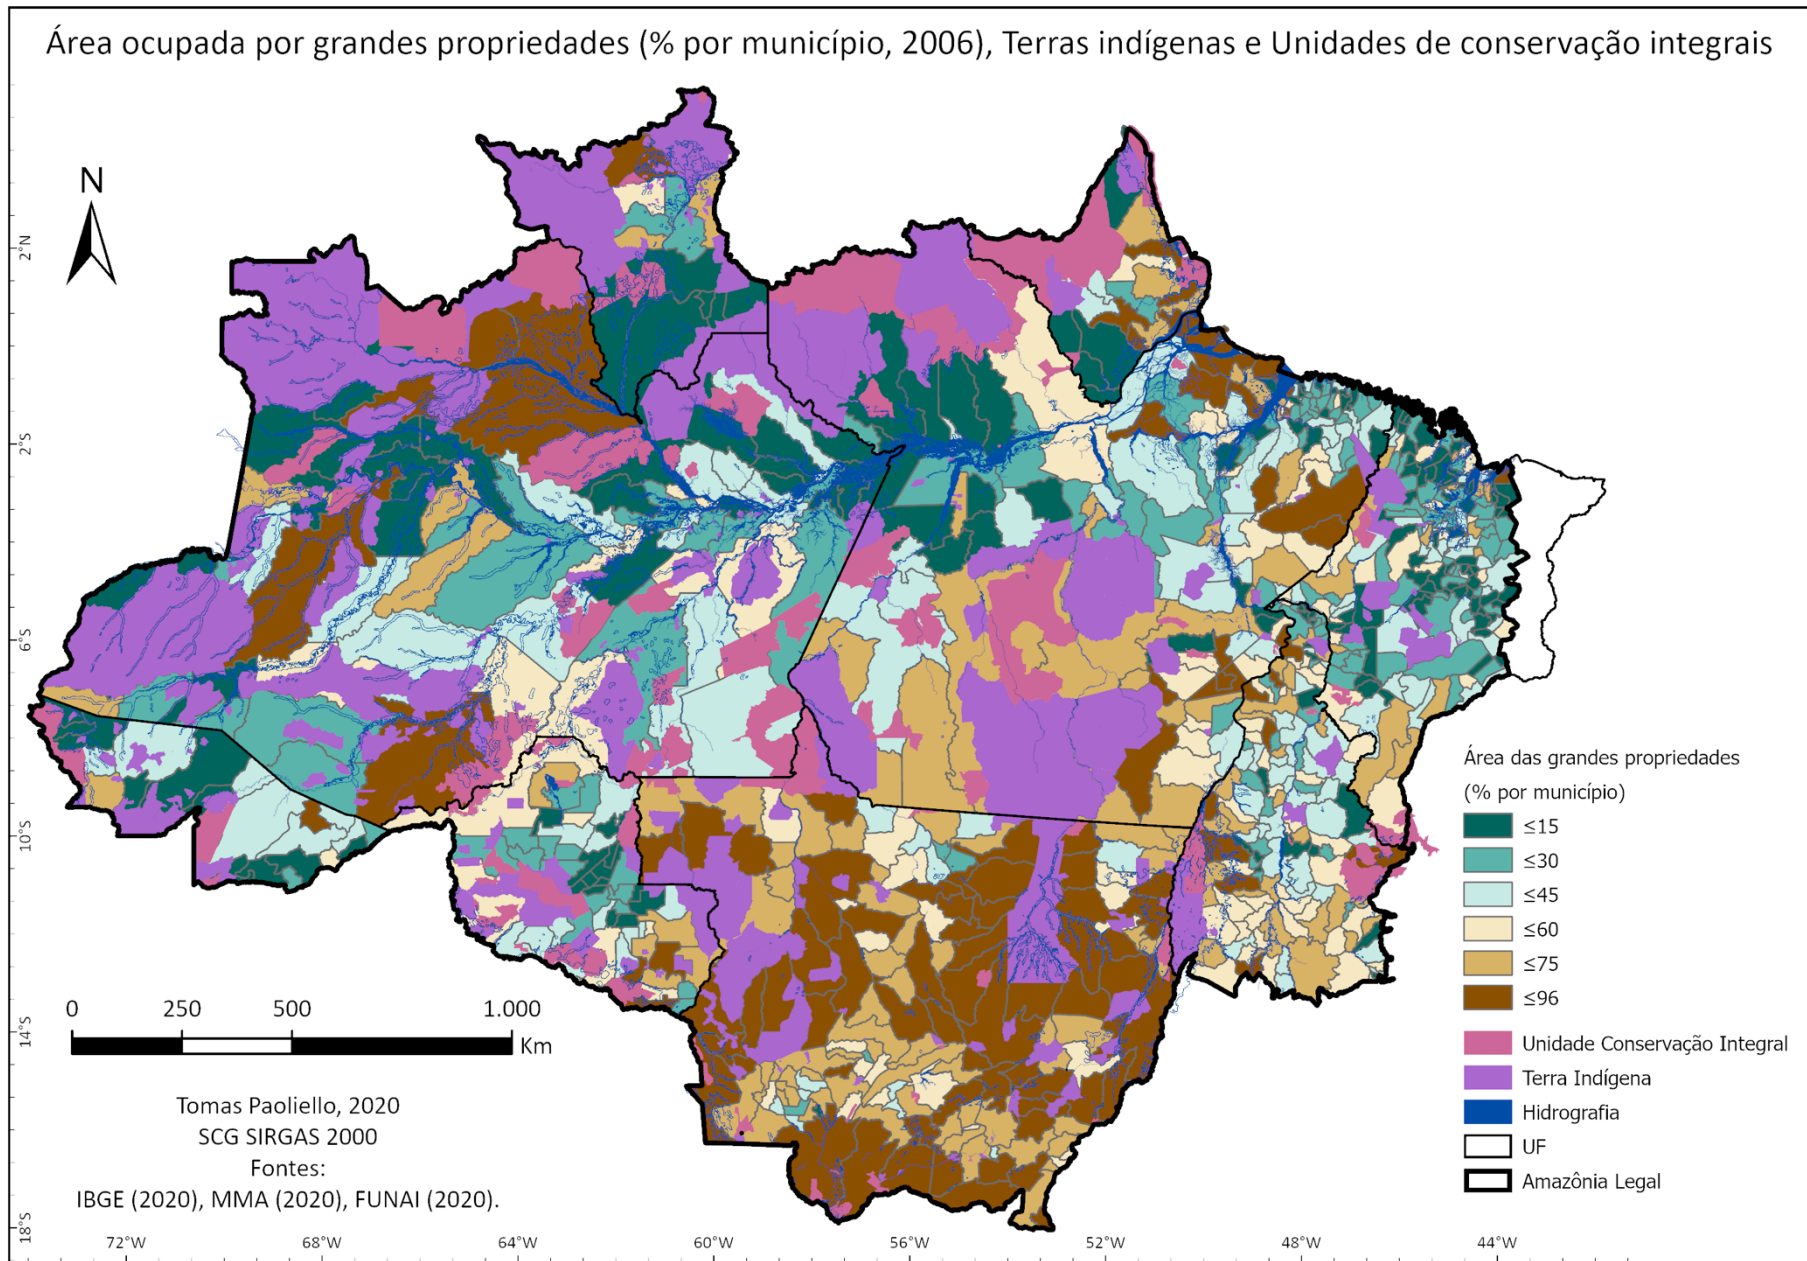 Área ocupada por grandes propriedades (% por município, 2006), Terras indígenas e Unidades de conservação integrais
N
2°N
2°S
6°S
10°S
14°S
18°S
72°W
68°W
64°W
60°W
56°W
52°W
48°W
44°W
0 250 500 1.000
Km
Tomas Paoliello, 2020
SCG SIRGAS 2000
Fontes:
IBGE (2020), MMA (2020), FUNAI (2020).
Área das grandes propriedades
(% por município)
≤15
≤30
≤45
≤60
≤75
≤96
Unidade Conservação Integral
Terra Indígena
Hidrografia
UF
Amazônia Legal